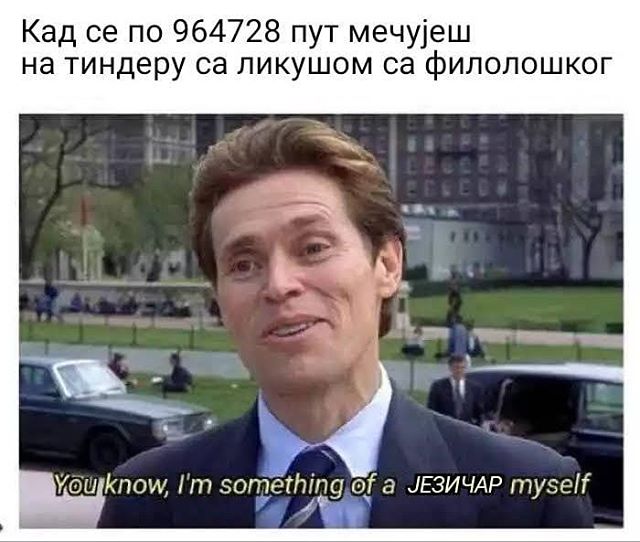 Кад се по 964728 пут мечујеш
на тиндеру са ликушом са филолошког
You know, I'm something of a ЈЕЗИЧАР myself